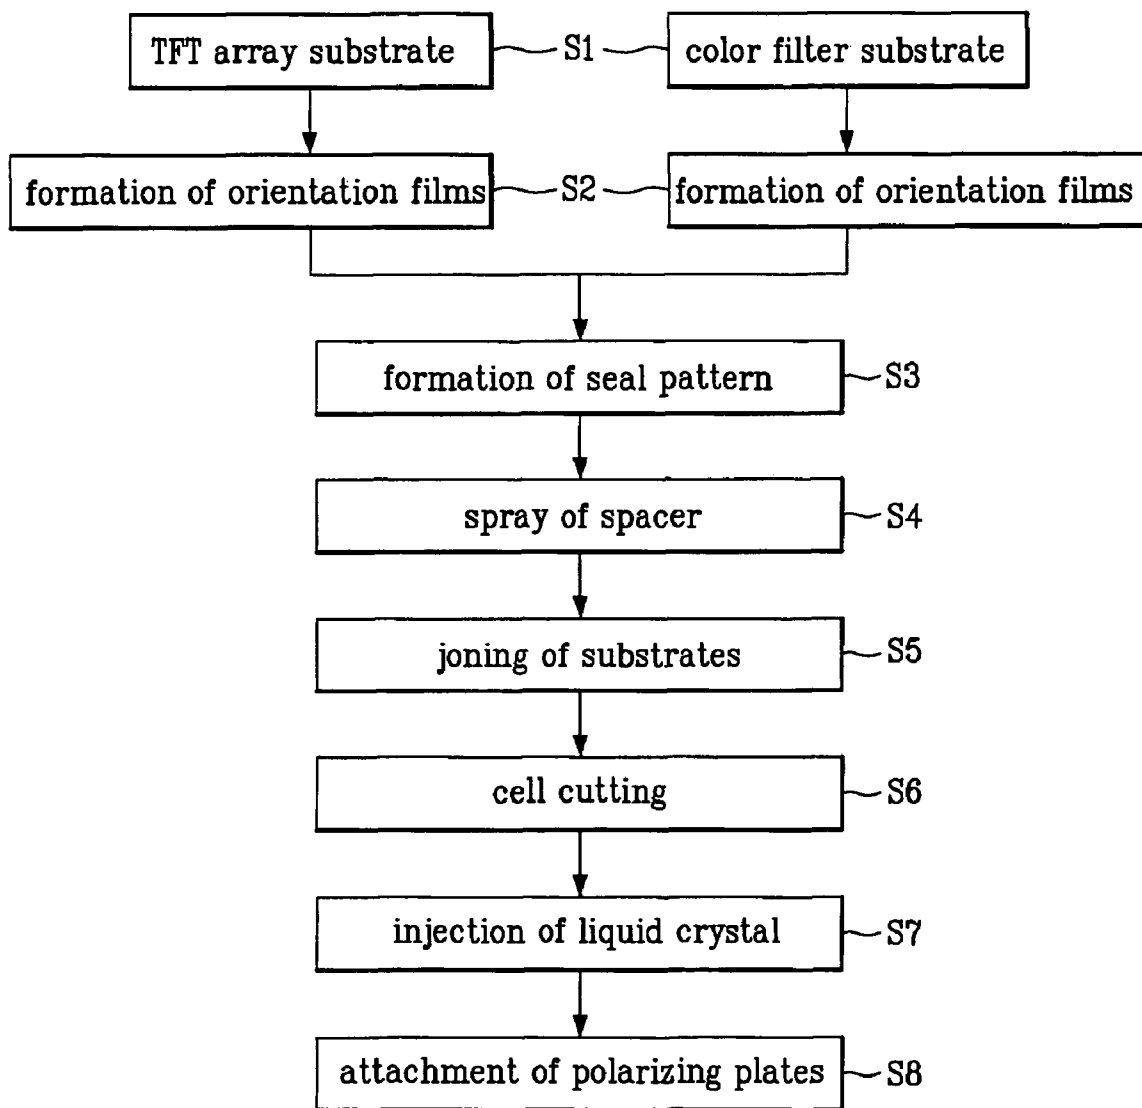 TFT array substrate S1 color filter substrate
formation of orientation films S2 formation of orientation films
formation of seal pattern S3
spray of spacer S4
joning of substrates S5
cell cutting S6
injection of liquid crystal S7
attachment of polarizing plates S8